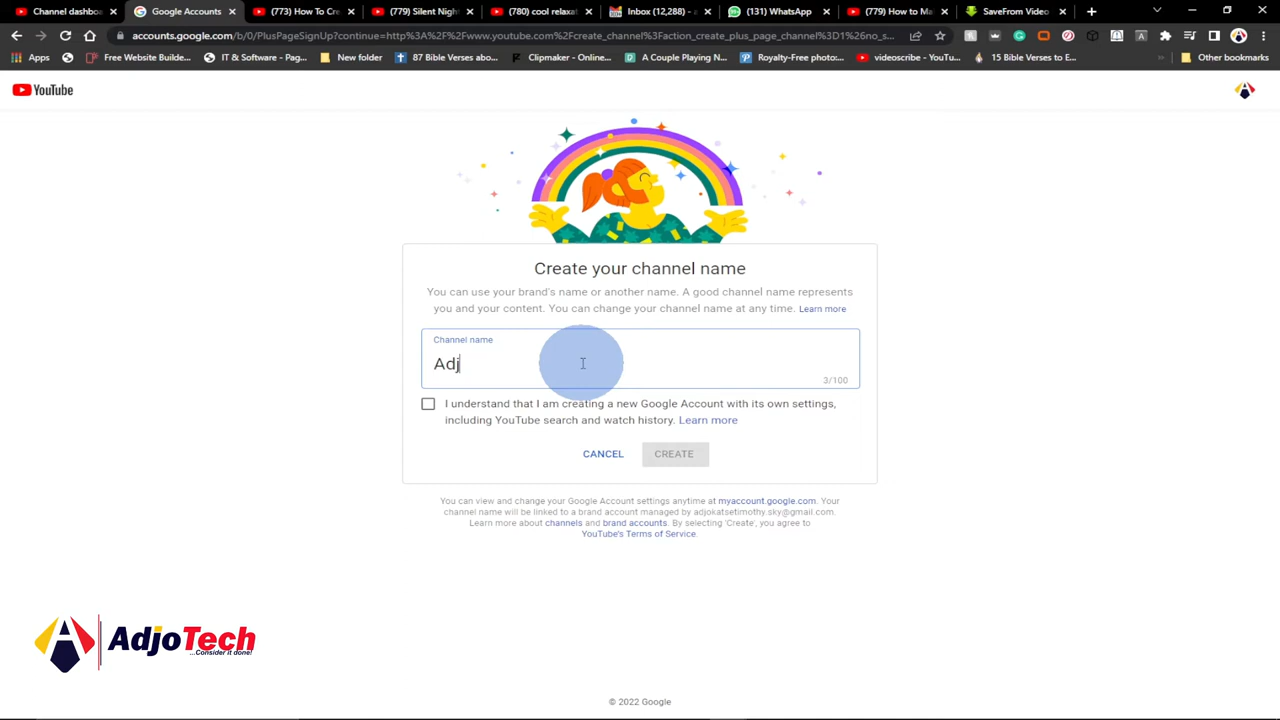 Channel dashbo
Google Accounts
(773) How To Cre
(779) Silent Nigh
(780) cool relaxat
Inbox (12,288) - a
(131) WhatsApp
(779) How to Ma
SaveFrom Video
accounts.google.com/b/0/PlusPageSignUp?continue=http%3A%2F%2Fwww.youtube.com%2Fcreate_channel%3Faction_create_plus_page_channel%3D1%26no_s...
Apps
Free Website Builde...
IT & Clipsmart - Pag...
New folder
87 Bible Verses abo...
Clipmaker - Onlin...
A Couple Playing N...
Royalty-Free photo:...
videoscribe - YouTu...
15 Bible Verses to E...
Other bookmarks
YouTube
Create your channel name
You can use your brand's name or another name. A good channel name represents
you and your content. You can change your channel name at any time. Learn more
Channel name
Adj
3/100
I understand that I am creating a new Google Account with its own settings,
including YouTube search and watch history. Learn more
CANCEL
CREATE
You can view and change your Google Account settings anytime at myaccount.google.com. Your
channel name will be linked to a brand account managed by adjokatsetimothy.sky@gmail.com.
Learn more about channels and brand accounts. By selecting 'Create', you agree to
YouTube's Terms of Service.
AdjoTech
...Consider it done!
© 2022 Google